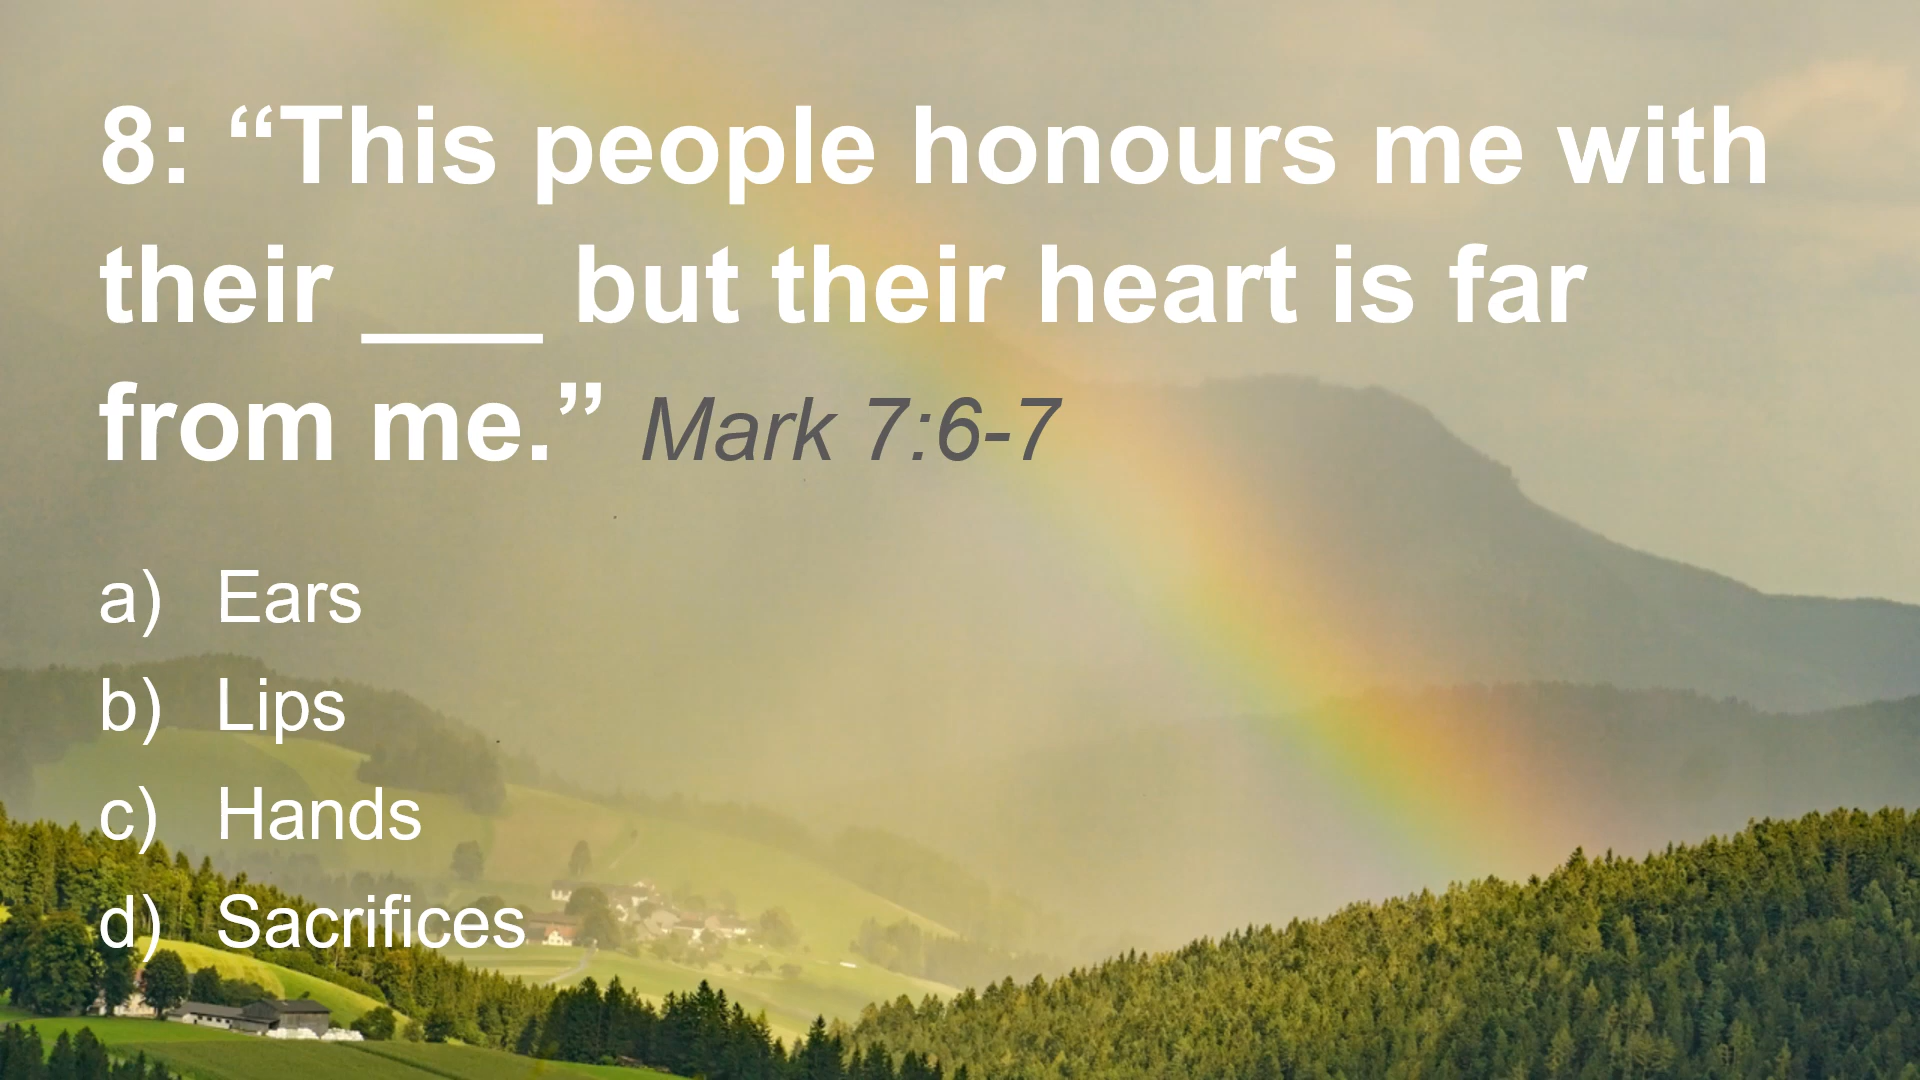 8: “This people honours me with
their ___ but their heart is far
from me.” Mark 7:6-7
a) Ears
b) Lips
c) Hands
d) Sacrifices